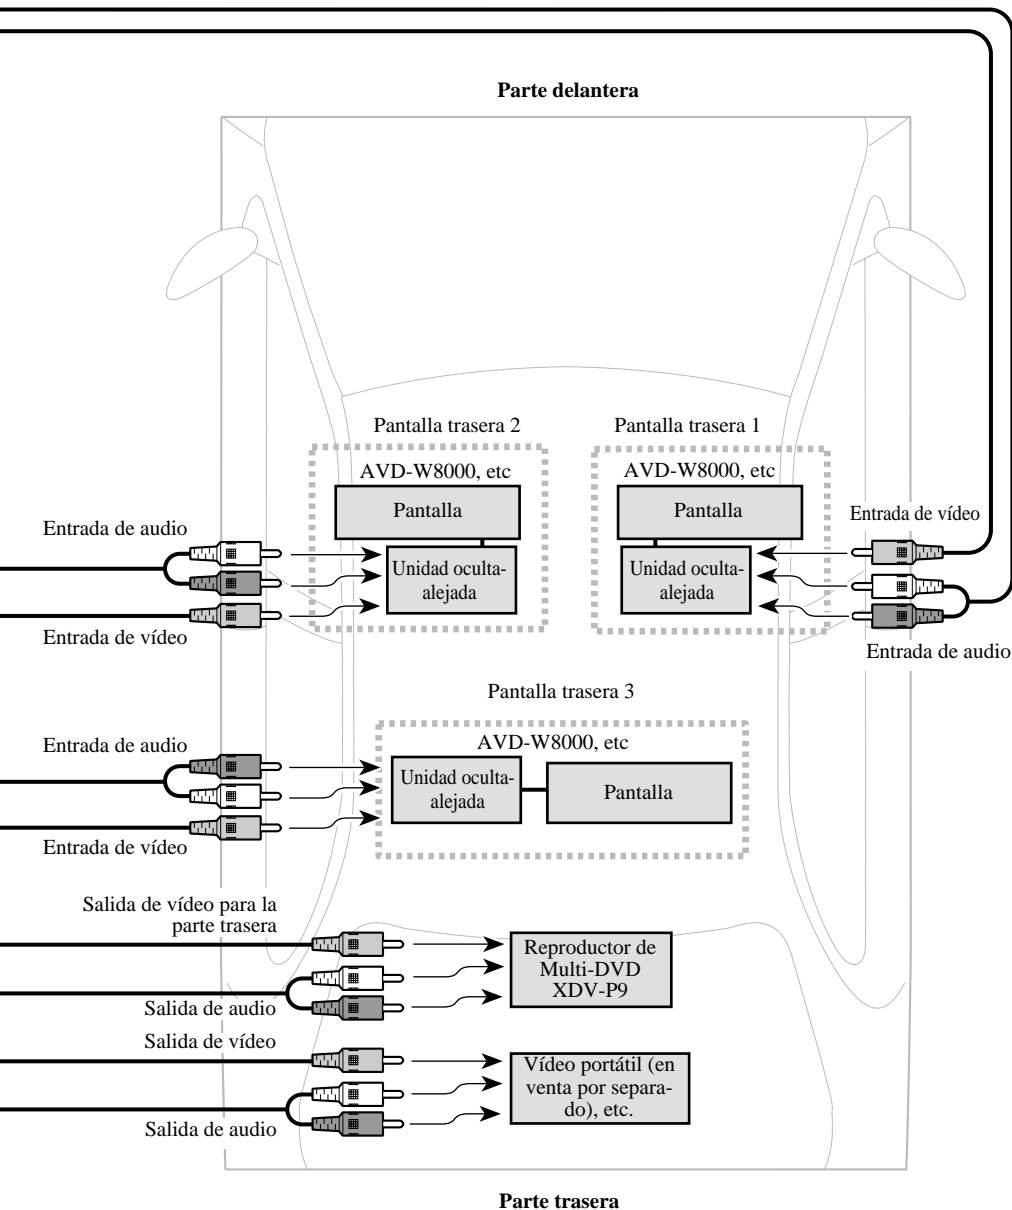 Parte delantera
Pantalla trasera 2
Pantalla trasera 1
AVD-W8000, etc
AVD-W8000, etc
Pantalla
Pantalla
Entrada de audio
Entrada de vídeo
Unidad oculta-
alejada
Unidad oculta-
alejada
Entrada de vídeo
Entrada de audio
Pantalla trasera 3
AVD-W8000, etc
Entrada de audio
Unidad oculta-
alejada
Pantalla
Entrada de vídeo
Salida de vídeo para la
parte trasera
Reproductor de
Multi-DVD
XDV-P9
Salida de audio
Salida de vídeo
Vídeo portátil (en
venta por separa-
do), etc.
Salida de audio
Parte trasera